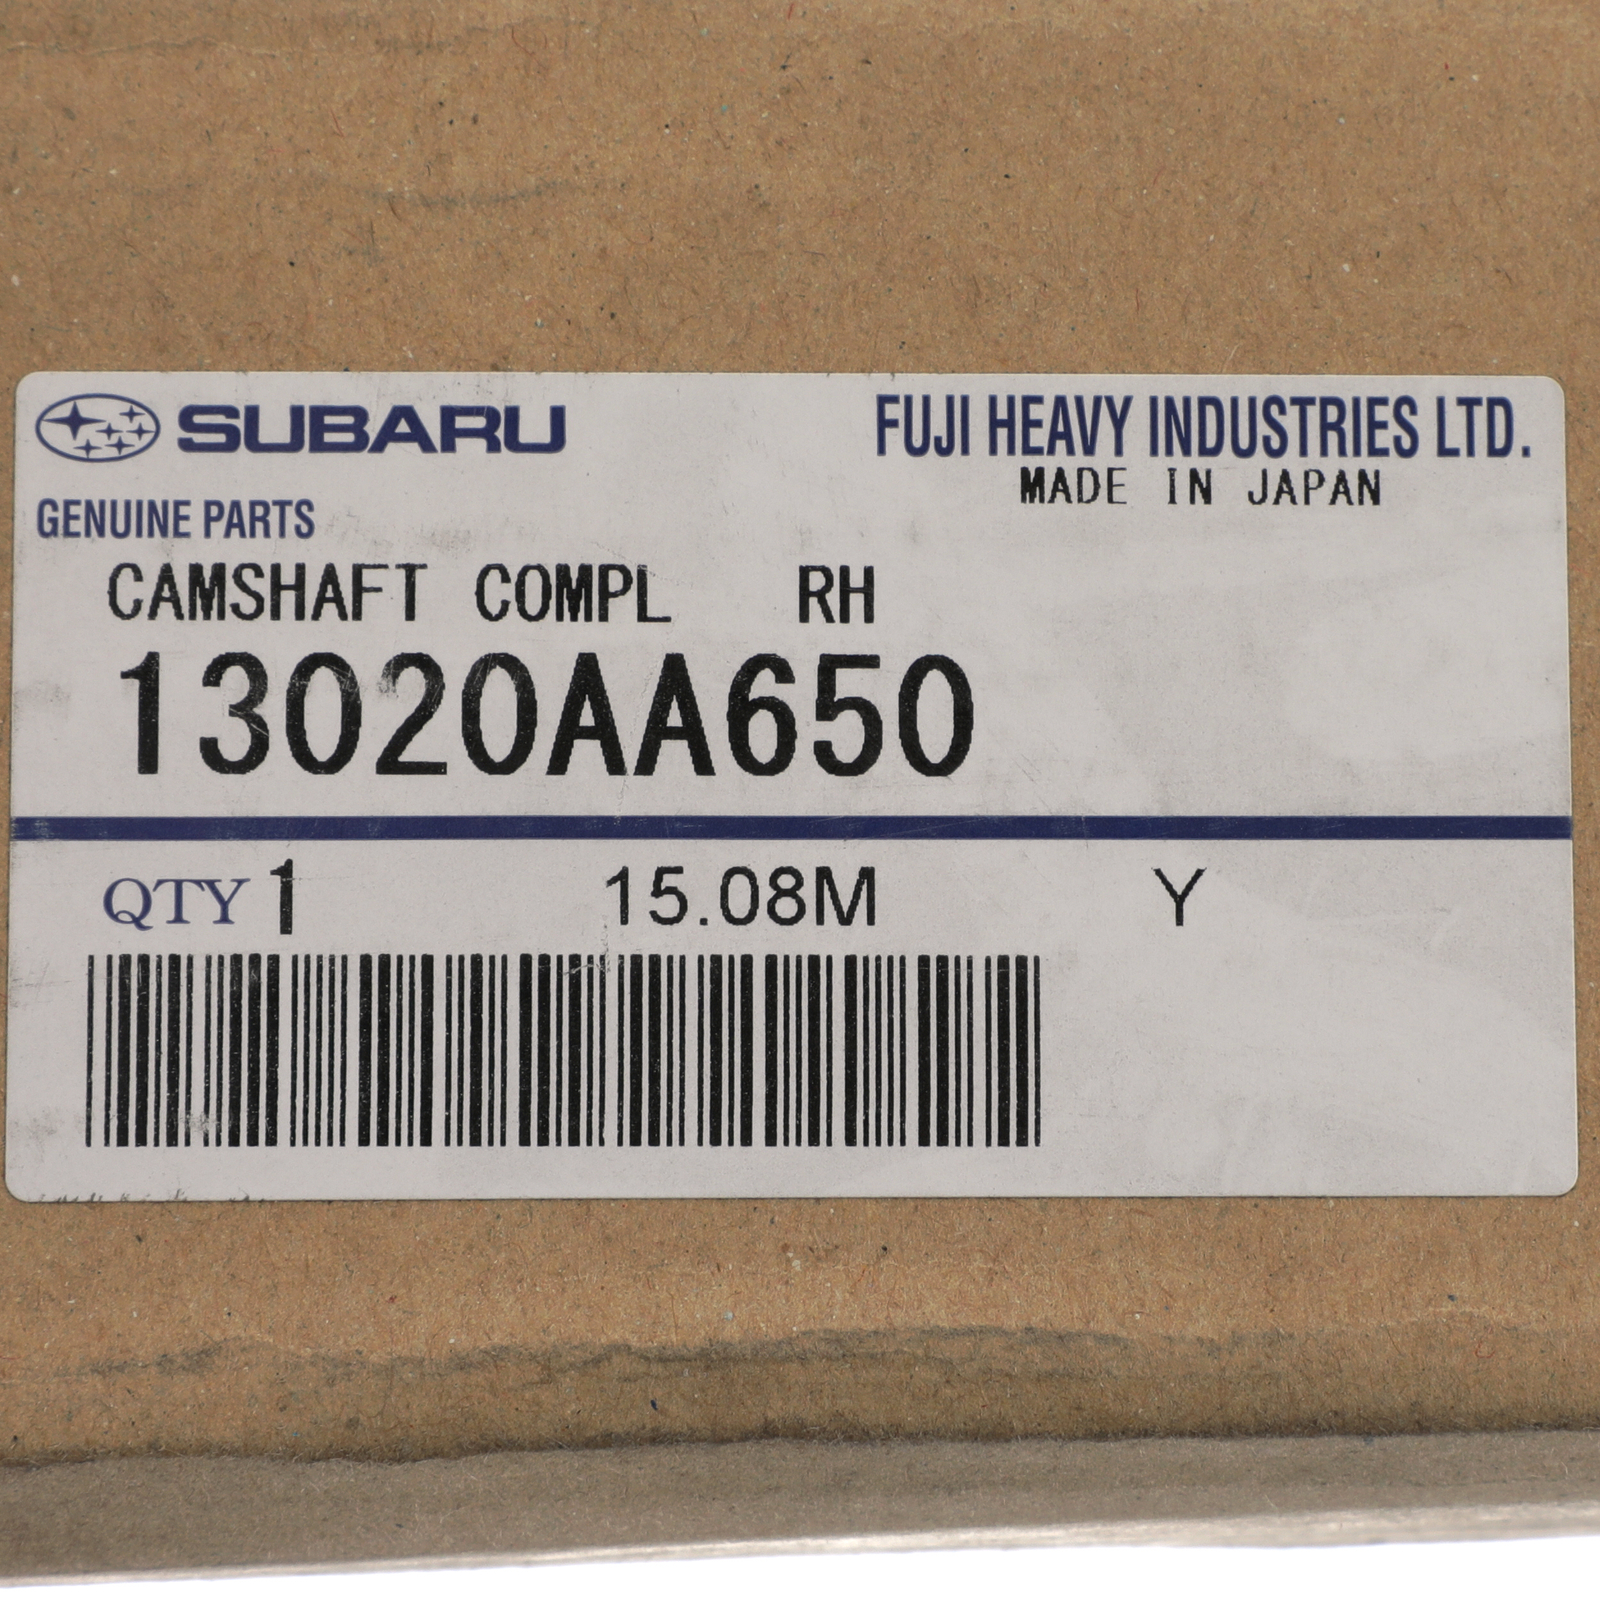 SUBARU
FUJI HEAVY INDUSTRIES LTD.
MADE IN JAPAN
GENUINE PARTS
CAMSHAFT COMPL RH
13020AA650
QTY 1 15.08M Y